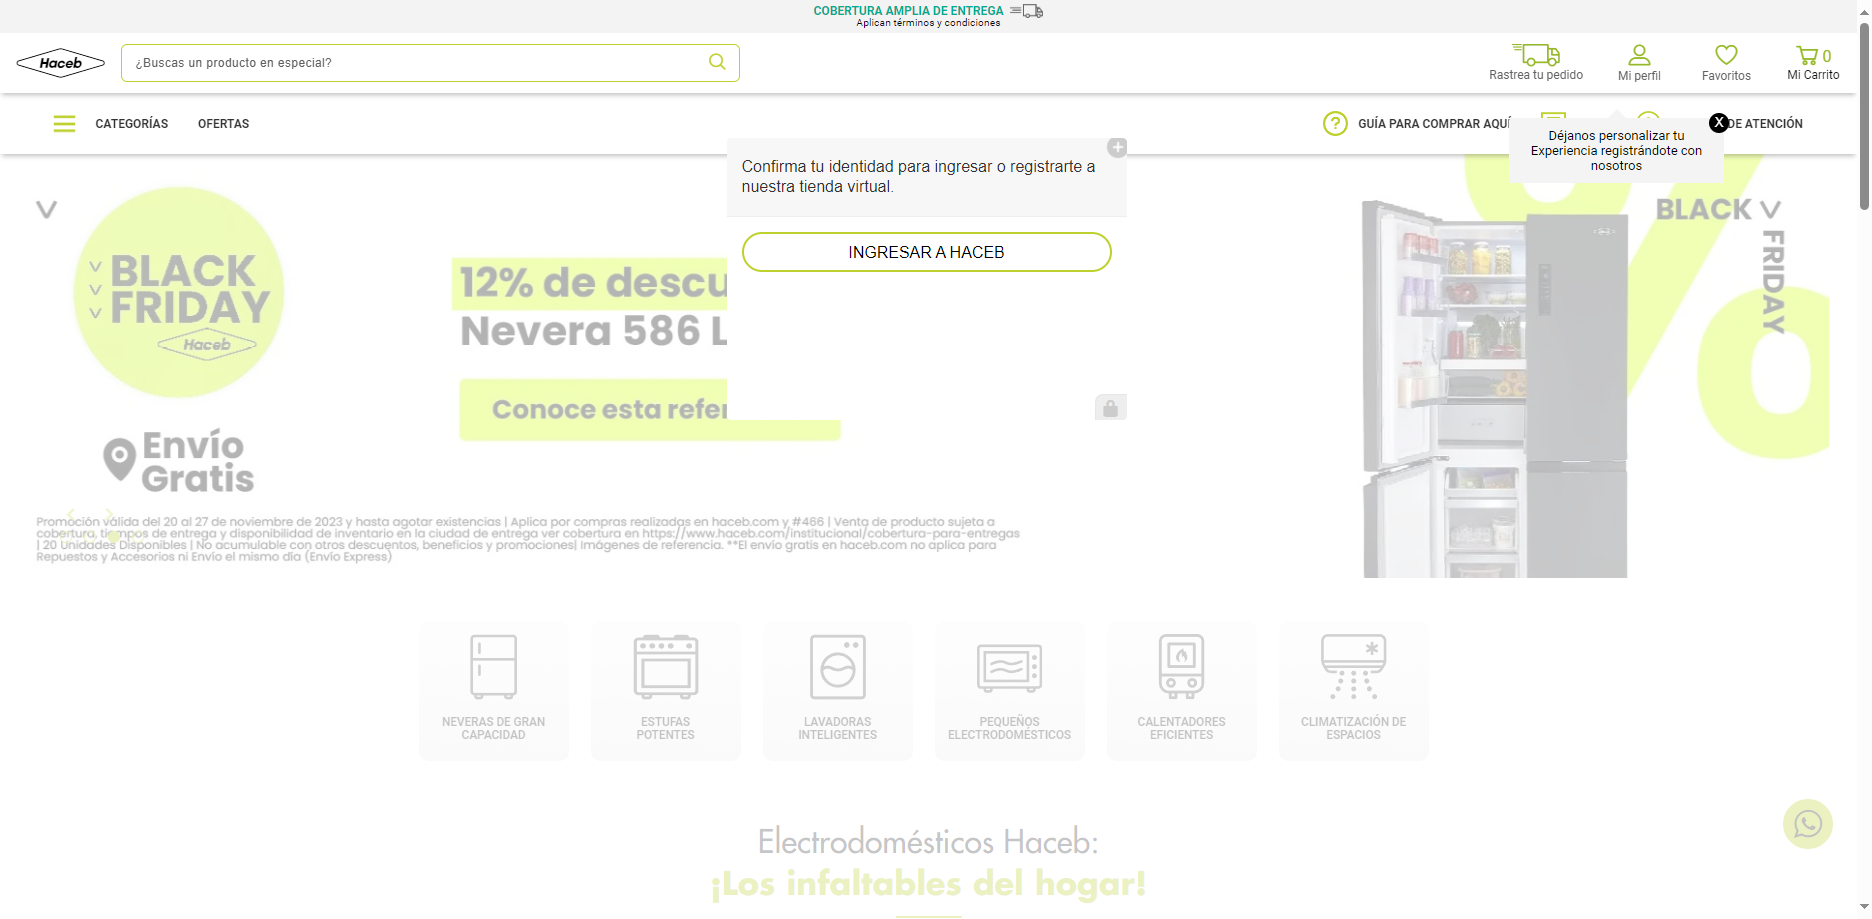 COBERTURA AMPLIA DE ENTREGA
Aplican términos y condiciones
Haceb
¿Buscas un producto en especial?
Rastrea tu pedido
Mi perfil
Favoritos
0
Mi Carrito
CATEGORÍAS
OFERTAS
?
GUÍA PARA COMPRAR AQUÍ
DE ATENCIÓN
X
Déjanos personalizar tu
Experiencia registrándote con
nosotros
Confirma tu identidad para ingresar o registrarte a
nuestra tienda virtual.
INGRESAR A HACEB
BLACK
FRIDAY
Haceb
12% de descu
Nevera 586 L
Conoce esta refer
Envío
Gratis
BLACK
FRIDAY
%
Promoción válida del 20 al 27 de noviembre de 2023 y hasta agotar existencias | Aplica por compras realizadas en haceb.com y #466 | Venta de producto sujeta a
cobertura, tiempos de entrega y disponibilidad de inventario en la ciudad de entrega ver cobertura en https://www.haceb.com/institucional/cobertura-para-entregas
| 20 Unidades Disponibles | No acumulable con otros descuentos, beneficios y promociones| Imágenes de referencia. **El envío gratis en haceb.com no aplica para
Repuestos y Accesorios ni Envío el mismo día (Envío Express)
NEVERAS DE GRAN
CAPACIDAD
ESTUFAS
POTENTES
LAVADORAS
INTELIGENTES
PEQUEÑOS
ELECTRODOMÉSTICOS
CALENTADORES
EFICIENTES
CLIMATIZACIÓN DE
ESPACIOS
Electrodomésticos Haceb:
¡Los infaltables del hogar!